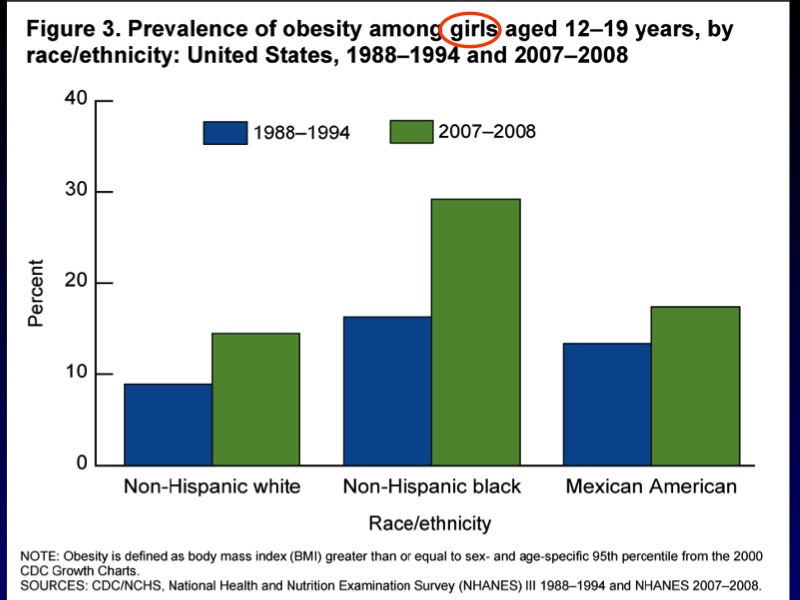 Figure 3. Prevalence of obesity among girls aged 12–19 years, by
race/ethnicity: United States, 1988–1994 and 2007–2008
40
1988–1994
2007–2008
30
20
10
0
Percent
Non-Hispanic white
Non-Hispanic black
Mexican American
Race/ethnicity
NOTE: Obesity is defined as body mass index (BMI) greater than or equal to sex- and age-specific 95th percentile from the 2000
CDC Growth Charts.
SOURCES: CDC/NCHS, National Health and Nutrition Examination Survey (NHANES) III 1988–1994 and NHANES 2007–2008.